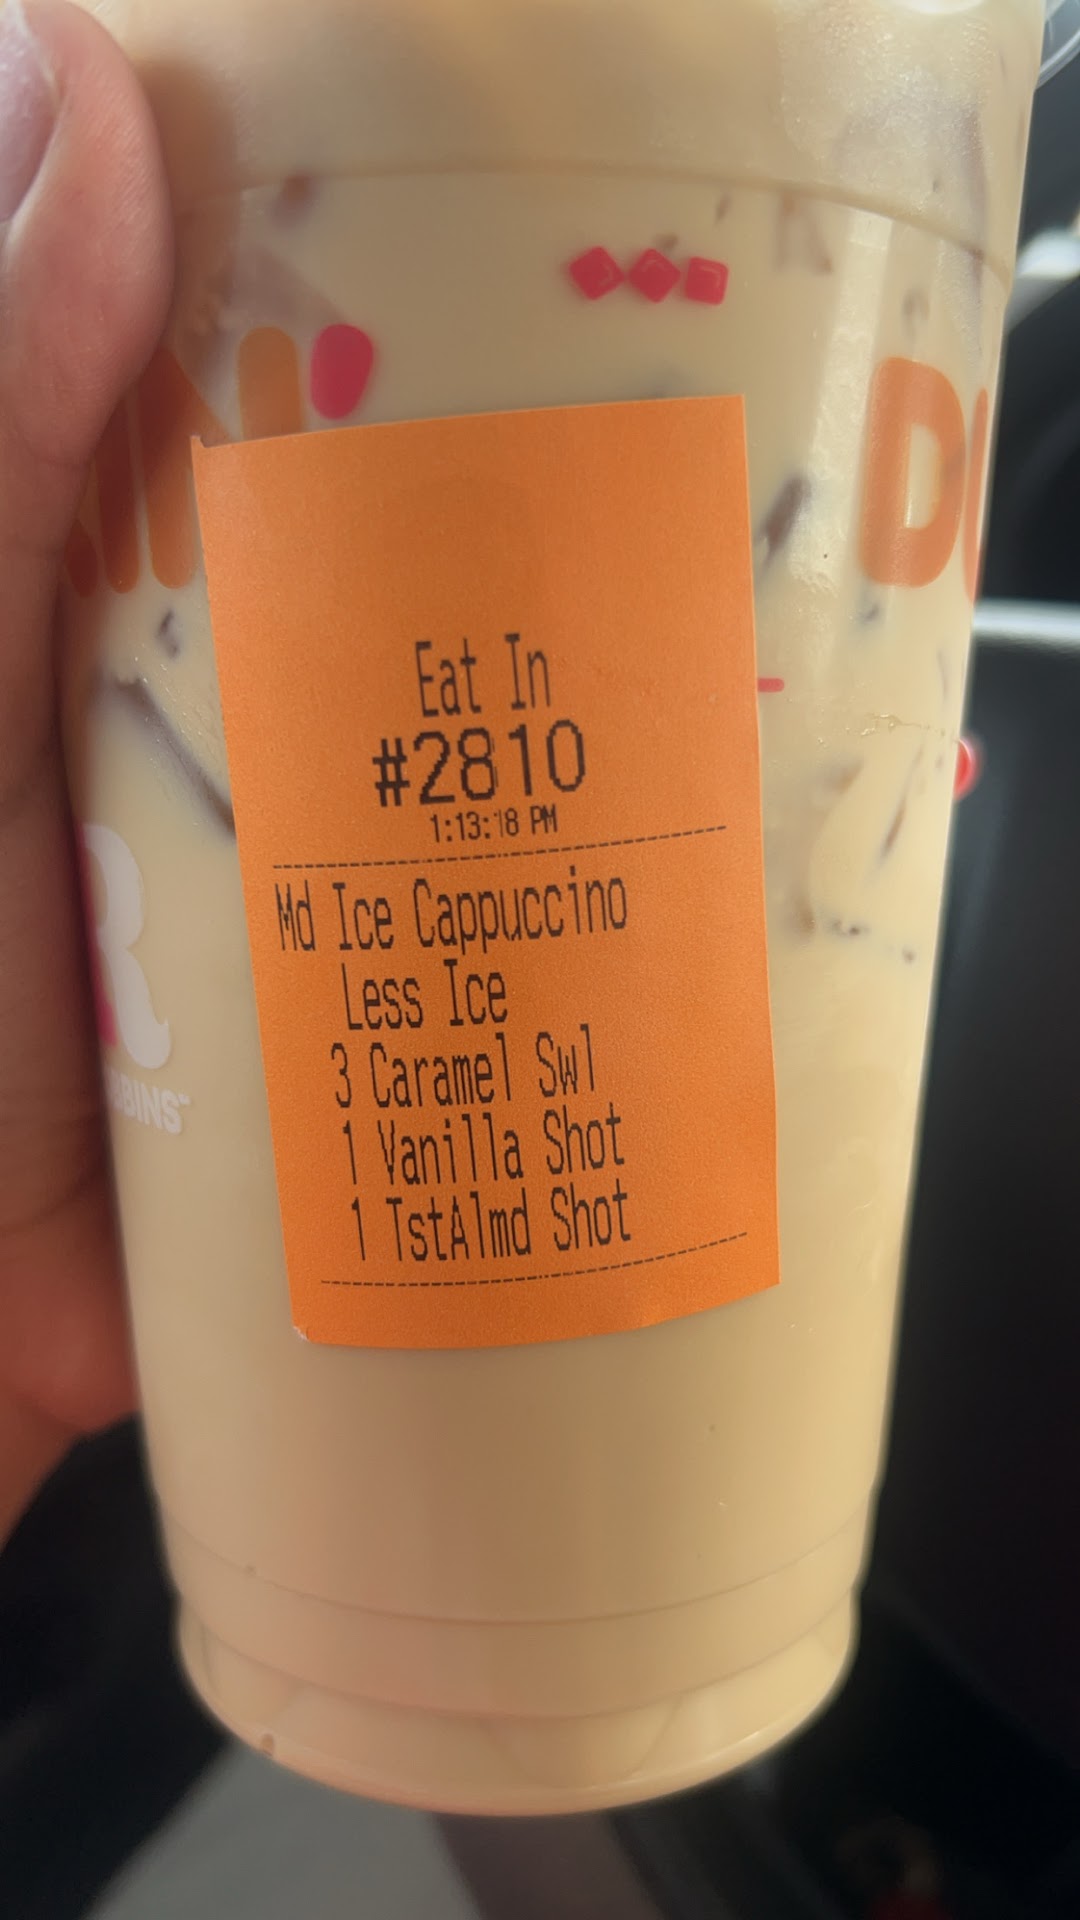 Eat In
#2810
1:13:18 PM
Md Ice Cappuccino
Less Ice
3 Caramel Swl
1 Vanilla Shot
1 TstAlmd Shot